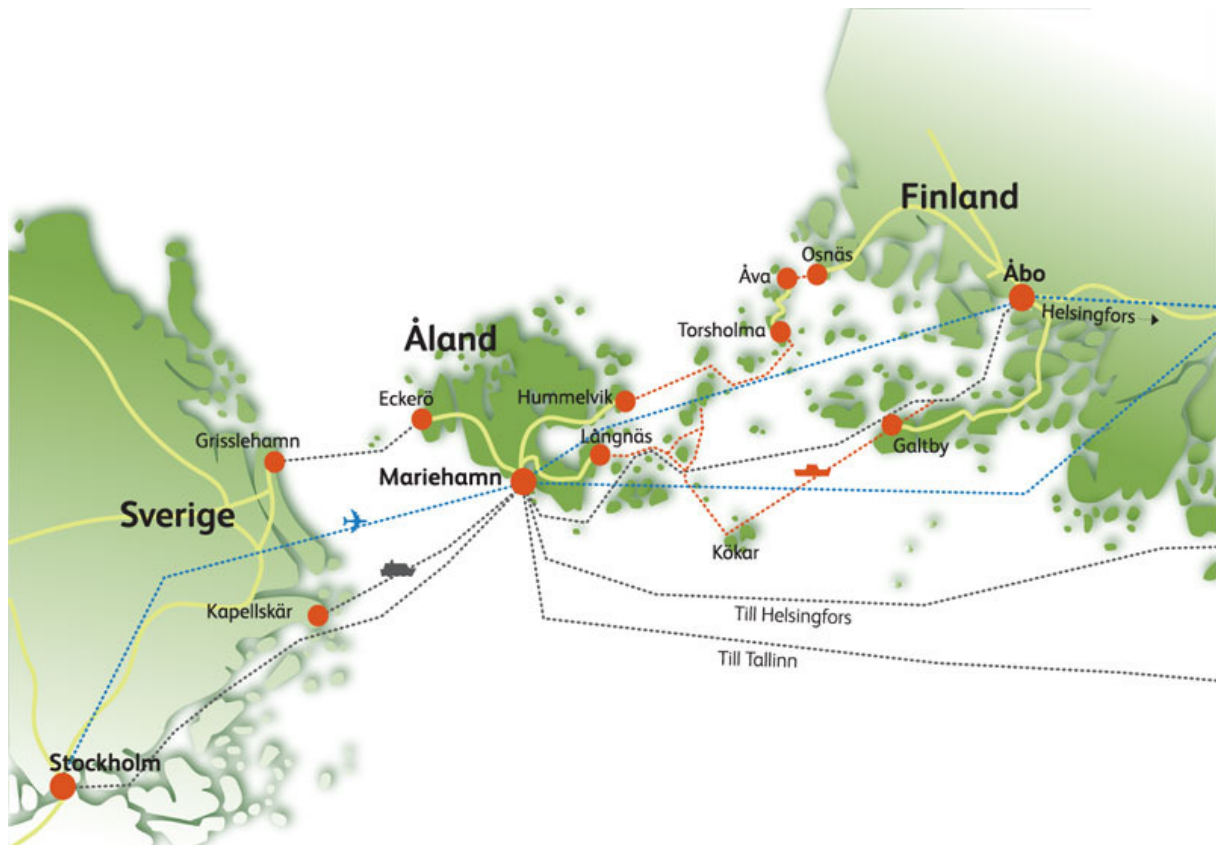 Finland
Osnäs
Åva
Åbo
Helsingfors
Torsholma
Åland
Eckerö
Hummelvik
Grisslehamn
Långnäs
Galtby
Mariehamn
Sverige
Kökar
Kapellskär
Till Helsingfors
Till Tallinn
Stockholm